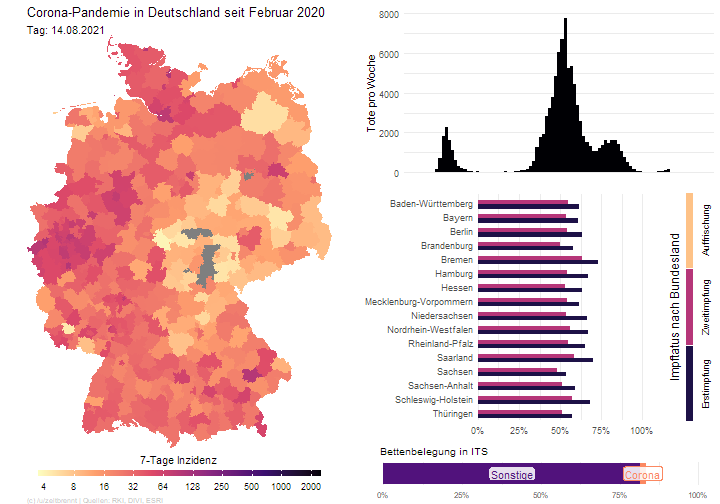 Corona-Pandemie in Deutschland seit Februar 2020
Tag: 14.08.2021
7-Tage Inzidenz
4 8 16 32 64 128 250 500 1000 2000
(c) /u/zeitbremt | Quellen: RKI, DIVI, ESRI
Tote pro Woche
8000
6000
4000
2000
0
Baden-Württemberg
Bayern
Berlin
Brandenburg
Bremen
Hamburg
Hessen
Mecklenburg-Vorpommern
Niedersachsen
Nordrhein-Westfalen
Rheinland-Pfalz
Saarland
Sachsen
Sachsen-Anhalt
Schleswig-Holstein
Thüringen
0% 25% 50% 75% 100%
Impfstatus nach Bundesland
Auffrischung
Zweitimpfung
Erstimpfung
Bettenbelegung in ITS
Sonstige
Corona
0% 25% 50% 75% 100%